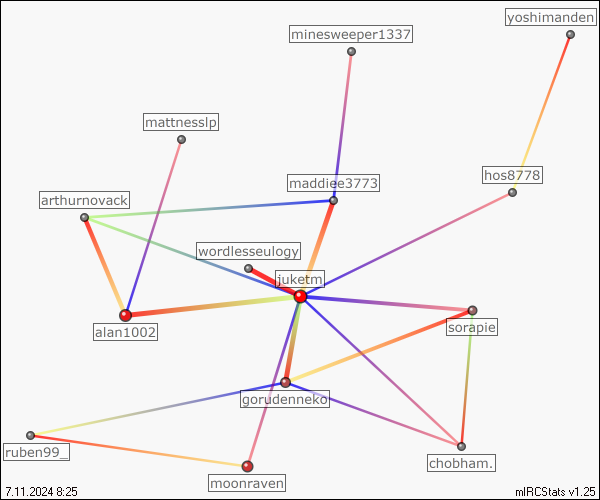 yoshimanden
minesweeper1337
mattnesslp
hos8778
maddiee3773
arthurnovack
wordlesseulogy
juketm
alan1002
sorapie
gorudenneko
ruben99_
chobham.
moonraven
7.11.2024 8:25
mIRCStats v1.25